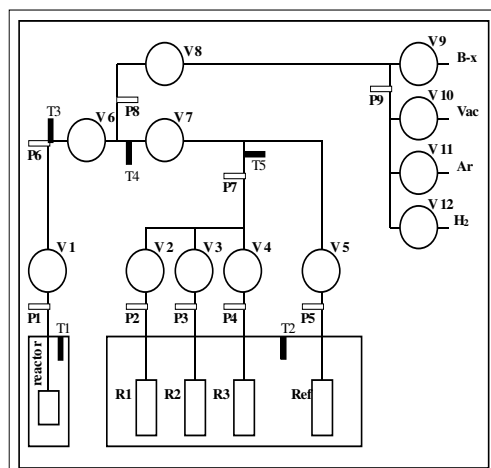 V9
V8
B-x
P9
V10
P8
Vac
T3
V6
V7
V11
P6
T4
T5
Ar
P7
V12
H₂
V1
V2
V3
V4
V5
P1
T1
P2
P3
P4
T2
P5
reactor
R1
R2
R3
Ref